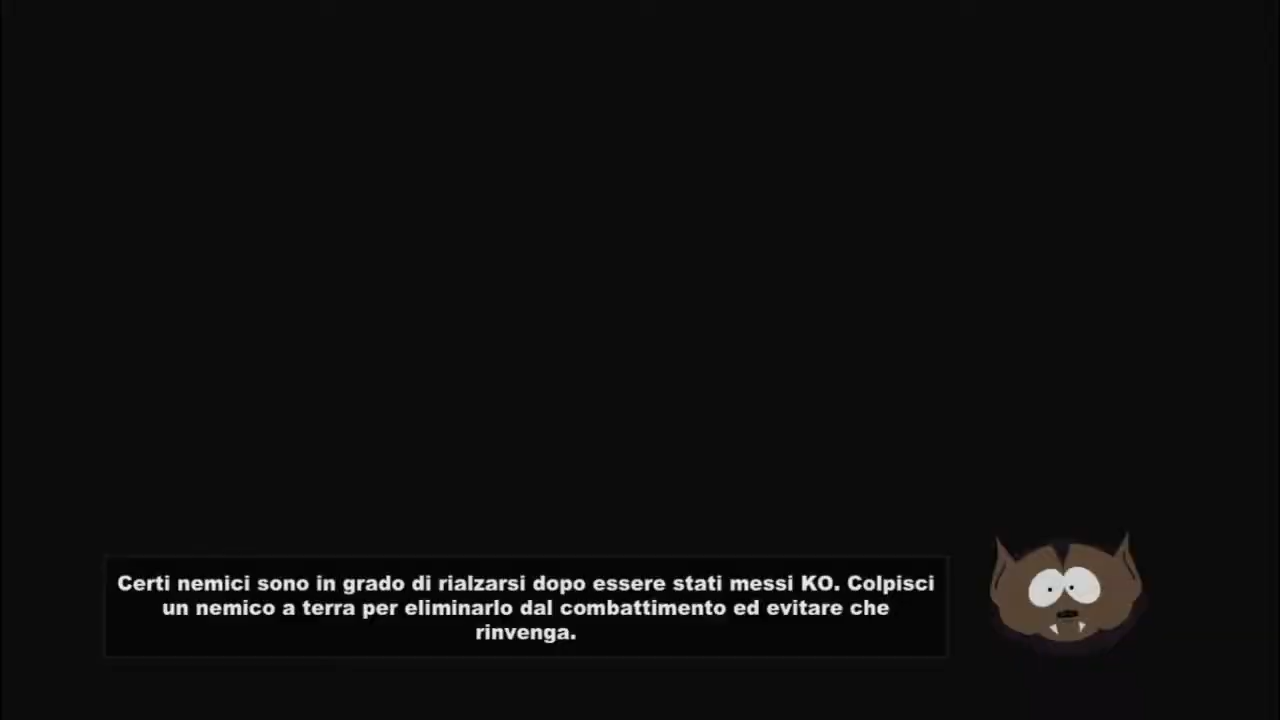 Certi nemici sono in grado di rialzarsi dopo essere stati messi KO. Colpisci
un nemico a terra per eliminarlo dal combattimento ed evitare che
rinvenga.